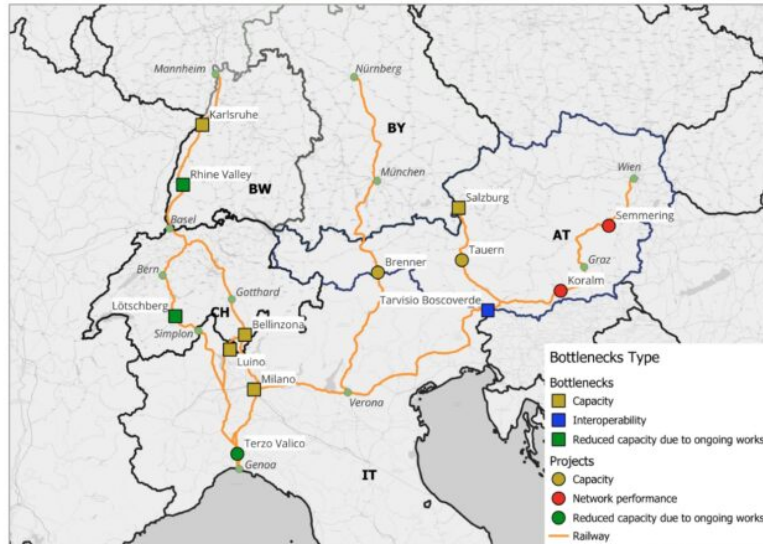 Mannheim
Nürnberg
Karlsruhe
BY
Rhine Valley
BW
München
Wien
Salzburg
Semmering
Basel
AT
Tauern
Brenner
Graz
Bern
Koralm
Gotthard
Tarvisio Boscoverde
Lötschberg
CH
Bellinzona
Simplon
Luino
Milano
Verona
Terzo Valico
Genoa
IT
Bottlenecks Type
Bottlenecks
Capacity
Interoperability
Reduced capacity due to ongoing works
Projects
Capacity
Network performance
Reduced capacity due to ongoing works
Railway